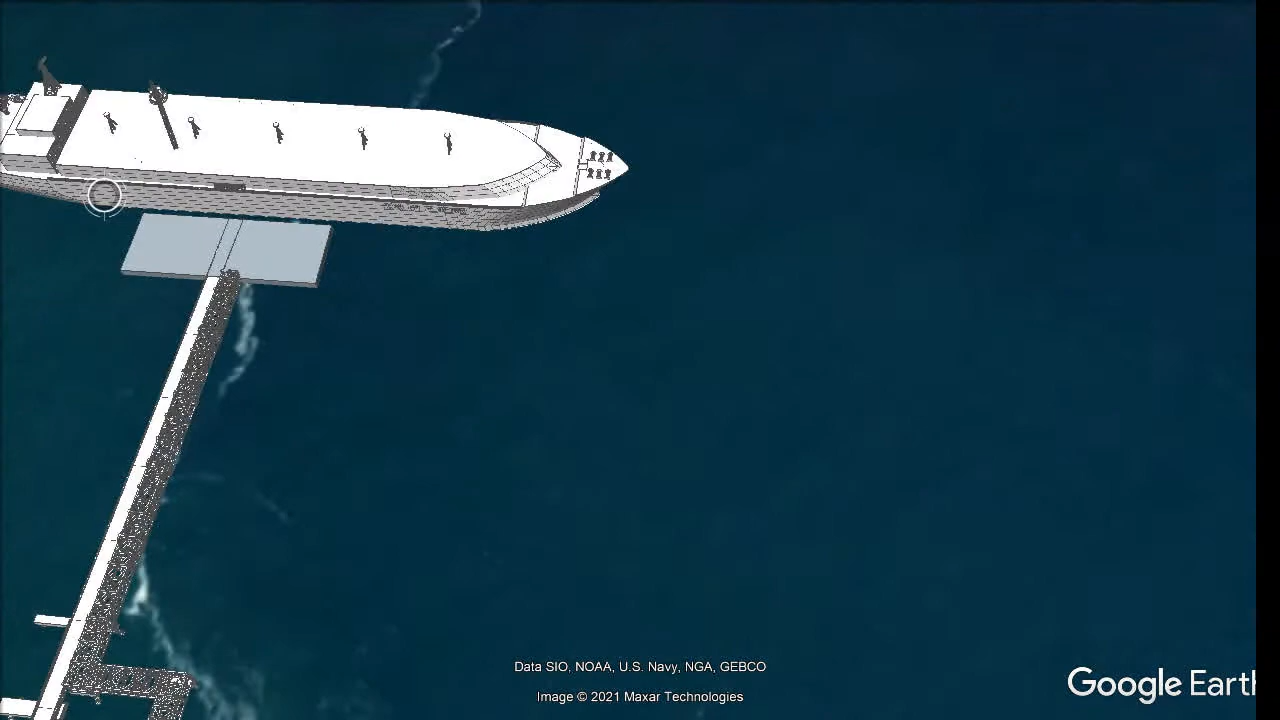 Data SIO, NOAA, U.S. Navy, NGA, GEBCO
Image © 2021 Maxar Technologies
Google Earth